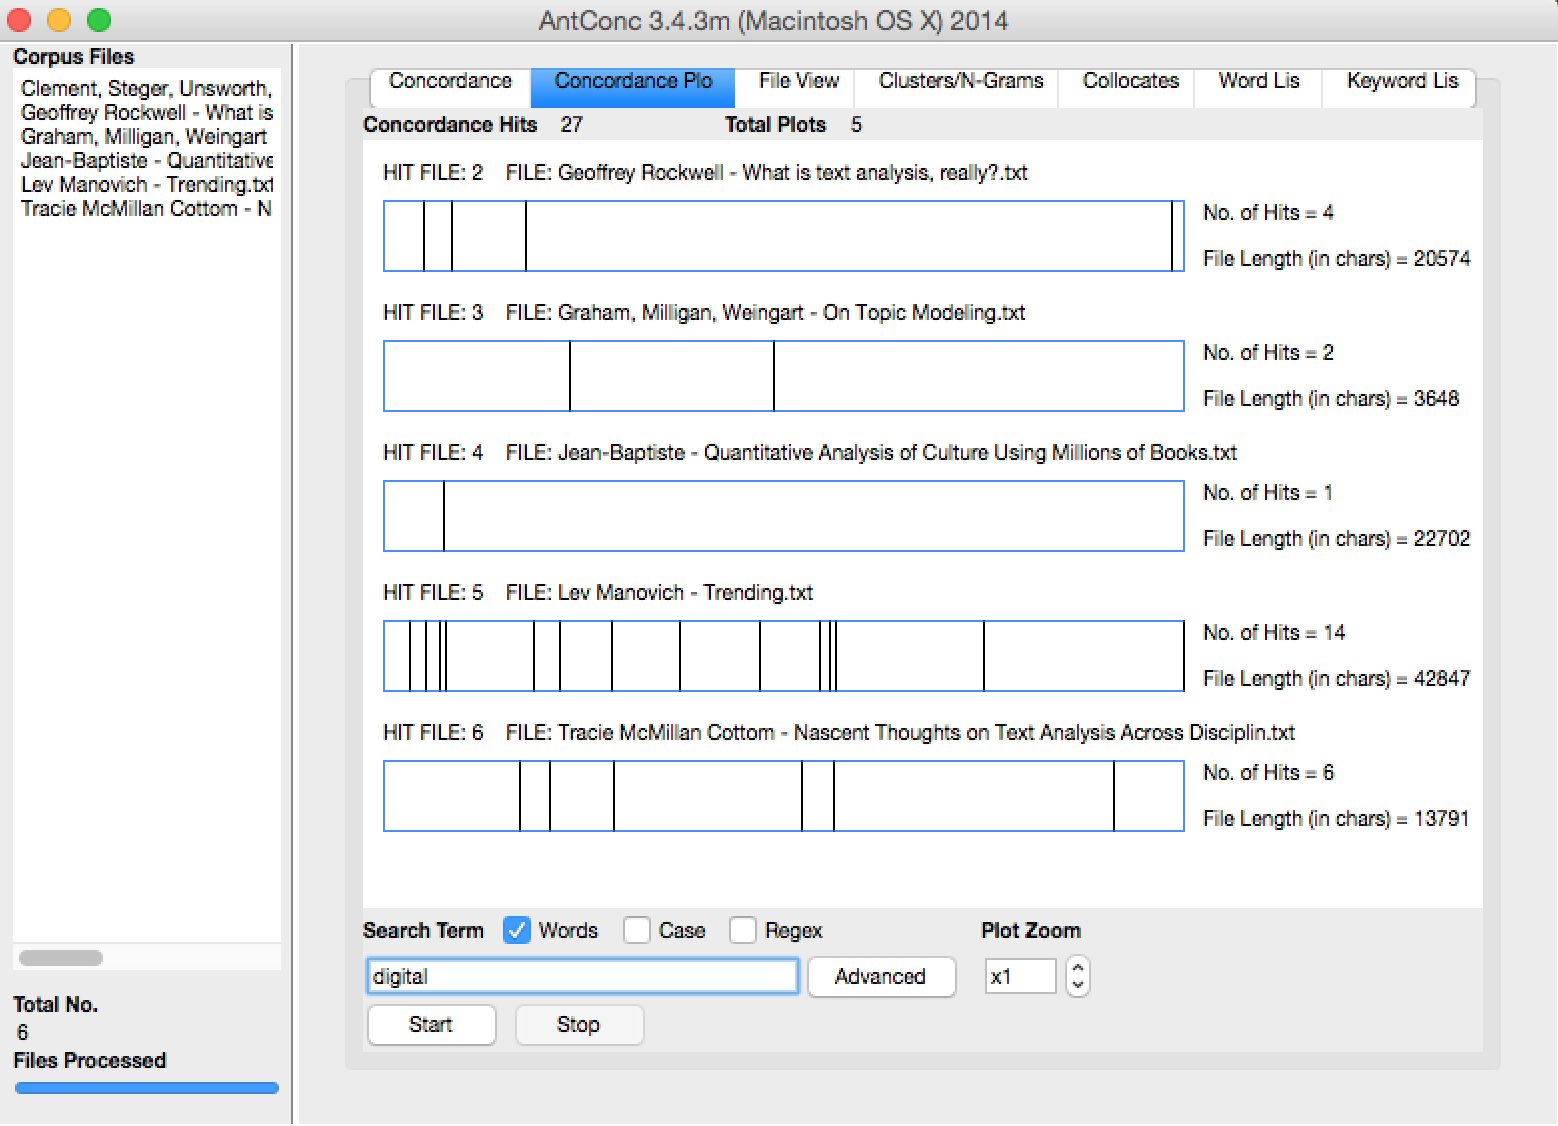 AntConc 3.4.3m (Macintosh OS X) 2014
Corpus Files
Clement, Steger, Unsworth,
Geoffrey Rockwell - What is
Graham, Milligan, Weingart
Jean-Baptiste - Quantitative
Lev Manovich - Trending.txt
Tracie McMillan Cottom - N
Total No.
6
Files Processed
Concordance Concordance Plo File View Clusters/N-Grams Collocates Word Lis Keyword Lis
Concordance Hits 27 Total Plots 5
HIT FILE: 2 FILE: Geoffrey Rockwell - What is text analysis, really?.txt
No. of Hits = 4
File Length (in chars) = 20574
HIT FILE: 3 FILE: Graham, Milligan, Weingart - On Topic Modeling.txt
No. of Hits = 2
File Length (in chars) = 3648
HIT FILE: 4 FILE: Jean-Baptiste - Quantitative Analysis of Culture Using Millions of Books.txt
No. of Hits = 1
File Length (in chars) = 22702
HIT FILE: 5 FILE: Lev Manovich - Trending.txt
No. of Hits = 14
File Length (in chars) = 42847
HIT FILE: 6 FILE: Tracie McMillan Cottom - Nascent Thoughts on Text Analysis Across Disciplin.txt
No. of Hits = 6
File Length (in chars) = 13791
Search Term Words Case Regex Plot Zoom
digital Advanced x1
Start Stop